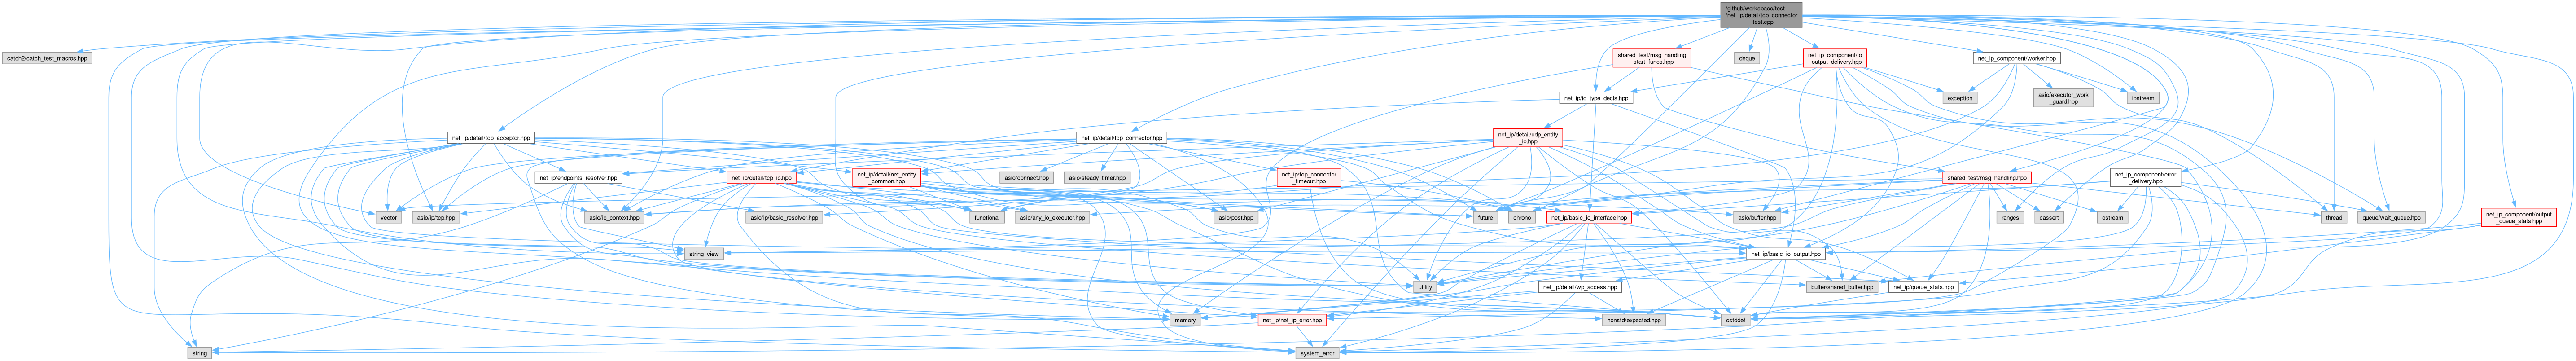 /github/workspace/test
/net_ip/detail/tcp_connector
_test.cpp
catch2/catch_test_macros.hpp
shared_test/msg_handling
_start_funcs.hpp
deque
net_ip_component/io
_output_delivery.hpp
net_ip_component/worker.hpp
net_ip/io_type_decls.hpp
exception
asio/executor_work
_guard.hpp
iostream
net_ip/detail/tcp_acceptor.hpp
net_ip/detail/tcp_connector.hpp
net_ip/detail/udp_entity
_io.hpp
net_ip/endpoints_resolver.hpp
net_ip/detail/tcp_io.hpp
net_ip/detail/net_entity
_common.hpp
asio/connect.hpp
asio/steady_timer.hpp
net_ip/tcp_connector
_timeout.hpp
shared_test/msg_handling.hpp
net_ip_component/error
_delivery.hpp
vector
asio/ip/tcp.hpp
asio/io_context.hpp
asio/ip/basic_resolver.hpp
functional
asio/any_io_executor.hpp
asio/post.hpp
future
chrono
net_ip/basic_io_interface.hpp
asio/buffer.hpp
ranges
cassert
ostream
thread
queue/wait_queue.hpp
net_ip_component/output
_queue_stats.hpp
string_view
net_ip/basic_io_output.hpp
utility
net_ip/detail/wp_access.hpp
buffer/shared_buffer.hpp
net_ip/queue_stats.hpp
memory
net_ip/net_ip_error.hpp
nonstd/expected.hpp
cstddef
string
system_error